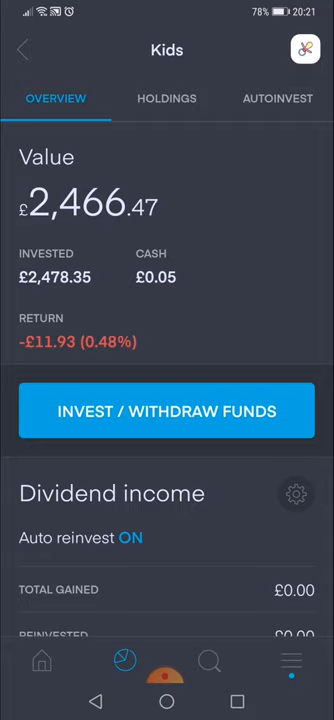 78% 20:21
Kids
OVERVIEW HOLDINGS AUTOINVEST
Value
£2,466.47
INVESTED CASH
£2,478.35 £0.05
RETURN
-£11.93 (0.48%)
INVEST / WITHDRAW FUNDS
Dividend income
Auto reinvest ON
TOTAL GAINED £0.00
REINVESTED £0.00